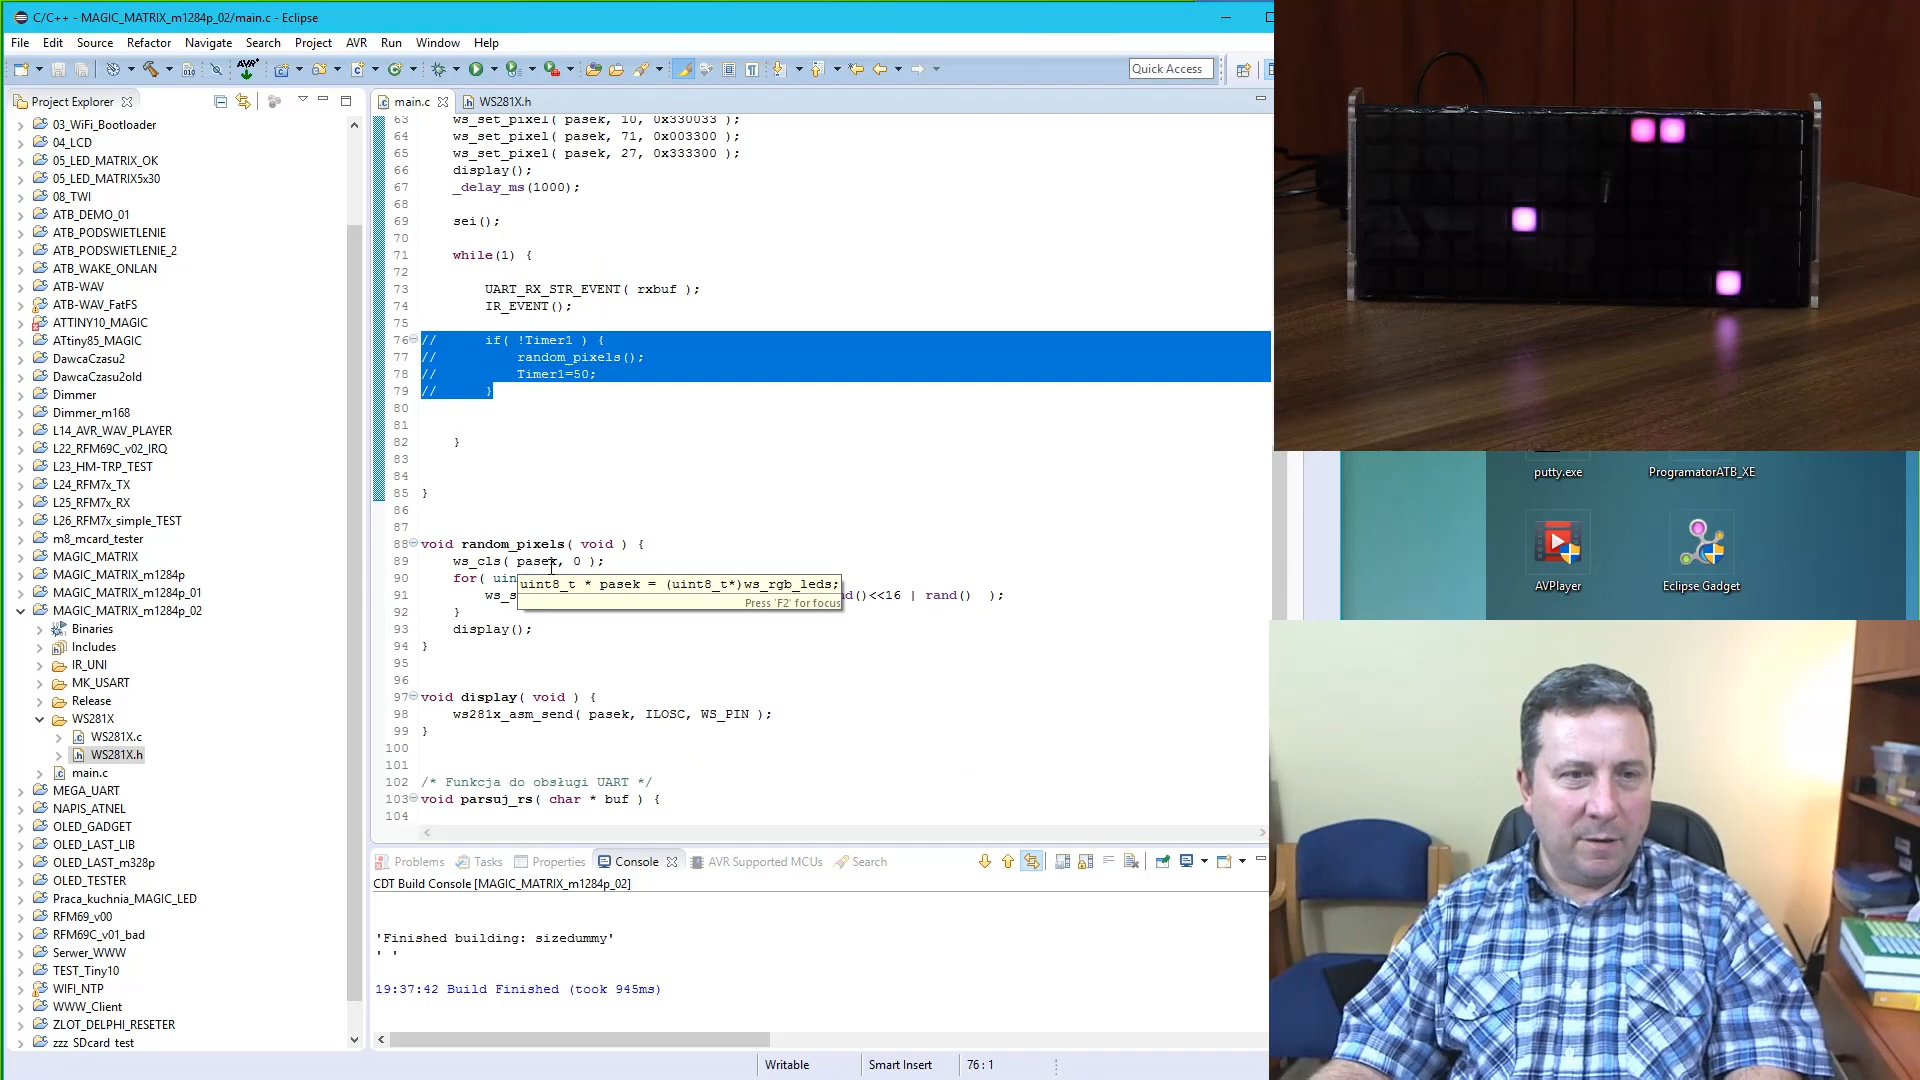 C/C++ - MAGIC_MATRIX_m1284p_02/main.c - Eclipse
File Edit Source Refactor Navigate Search Project AVR Run Window Help
Quick Access
Project Explorer
03_WiFi_Bootloader
04_LCD
05_LED_MATRIX_OK
05_LED_MATRIX5x30
08_TWI
ATB_DEMO_01
ATB_PODSWIETLENIE
ATB_PODSWIETLENIE_2
ATB_WAKE_ONLAN
ATB-WAV
ATB-WAV_FatFS
ATTINY10_MAGIC
ATtiny85_MAGIC
DawcaCzasu2
DawcaCzasu2old
Dimmer
Dimmer_m168
L14_AVR_WAV_PLAYER
L22_RFM69C_v02_IRQ
L23_HM-TRP_TEST
L24_RFM7x_TX
L25_RFM7x_RX
L26_RFM7x_simple_TEST
m8_mcard_tester
MAGIC_MATRIX
MAGIC_MATRIX_m1284p
MAGIC_MATRIX_m1284p_01
MAGIC_MATRIX_m1284p_02
Binaries
Includes
IR_UNI
MK_USART
Release
WS281X
WS281X.c
WS281X.h
main.c
MEGA_UART
NAPIS_ATNEL
OLED_GADGET
OLED_LAST_LIB
OLED_LAST_m328p
OLED_TESTER
Praca_kuchnia_MAGIC_LED
RFM69_v00
RFM69C_v01_bad
Serwer_WWW
TEST_Tiny10
WIFI_NTP
WWW_Client
ZLOT_DELPHI_RESETER
zzz_SDcard_test
main.c WS281X.h
63 ws_set_pixel( pasek, 10, 0x330033 );
64 ws_set_pixel( pasek, 71, 0x003300 );
65 ws_set_pixel( pasek, 27, 0x333300 );
66 display();
67 _delay_ms(1000);
68
69 sei();
70
71 while(1) {
72
73 UART_RX_STR_EVENT( rxbuf );
74 IR_EVENT();
75
76 // if( !Timer1 ) {
77 // random_pixels();
78 // Timer1=50;
79 // }
80
81
82 }
83
84
85 }
86
87
88 void random_pixels( void ) {
89 ws_cls( pasek, 0 );
90 for( uin
uint8_t * pasek = (uint8_t*)ws_rgb_leds;
Press 'F2' for focus
91 ws_s nd()<<16 | rand() );
92 }
93 display();
94 }
95
96
97 void display( void ) {
98 ws281x_asm_send( pasek, ILOSC, WS_PIN );
99 }
100
101
102 /* Funkcja do obsługi UART */
103 void parsuj_rs( char * buf ) {
104
Problems Tasks Properties Console AVR Supported MCUs Search
CDT Build Console [MAGIC_MATRIX_m1284p_02]
'Finished building: sizedummy'
' '
19:37:42 Build Finished (took 945ms)
Writable Smart Insert 76 : 1
putty.exe ProgramatorATB_XE
AVPlayer Eclipse Gadget